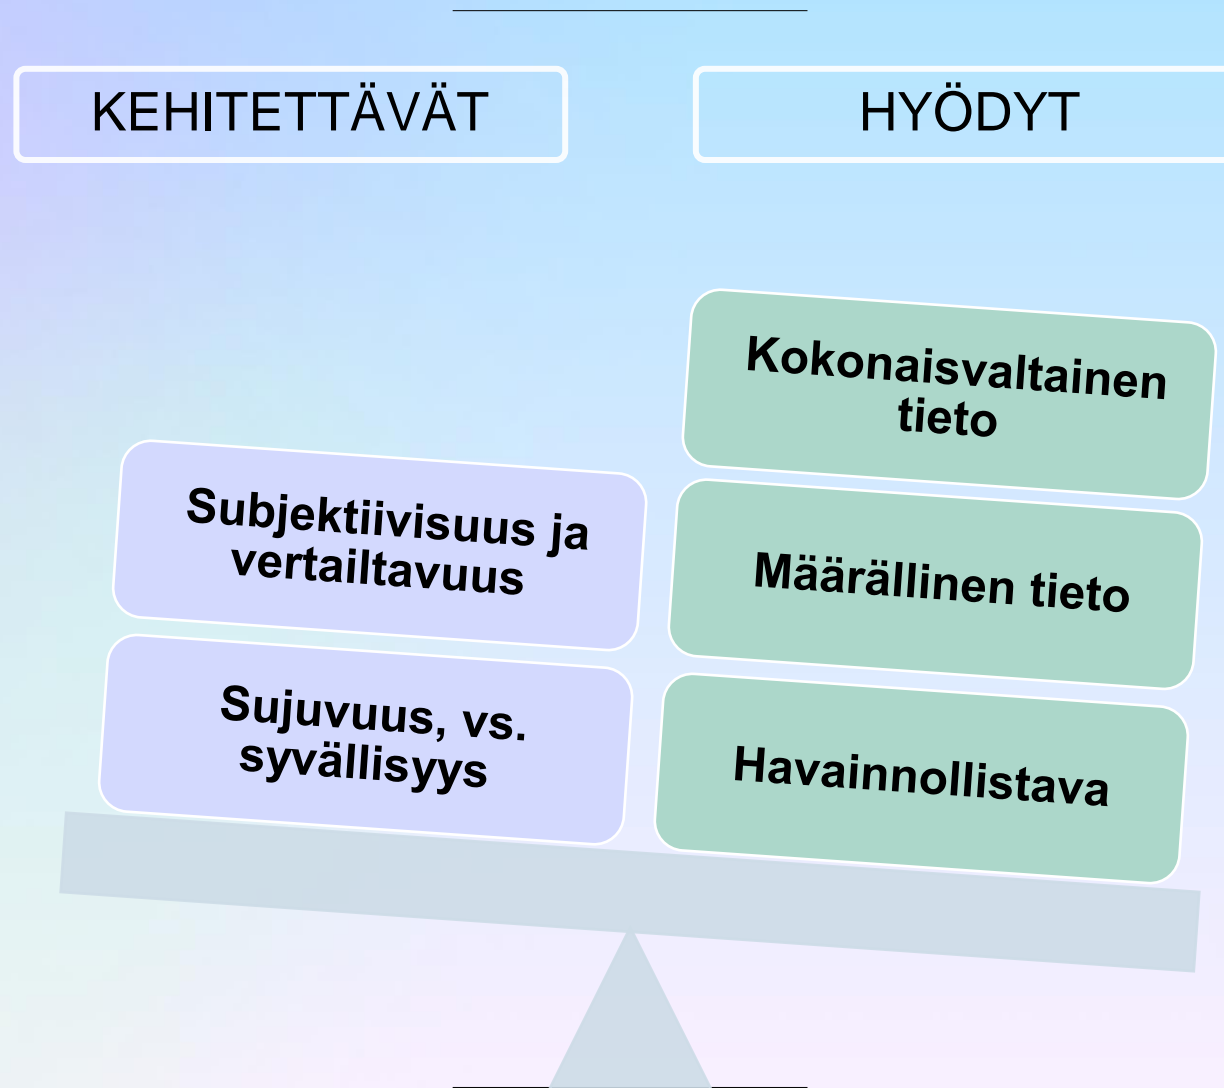 KEHITETTÄVÄT
HYÖDYT
Kokonaisvaltainen
tieto
Subjektiivisuus ja
vertailtavuus
Määrällinen tieto
Sujuvuus, vs.
syvällisyys
Havainnollistava